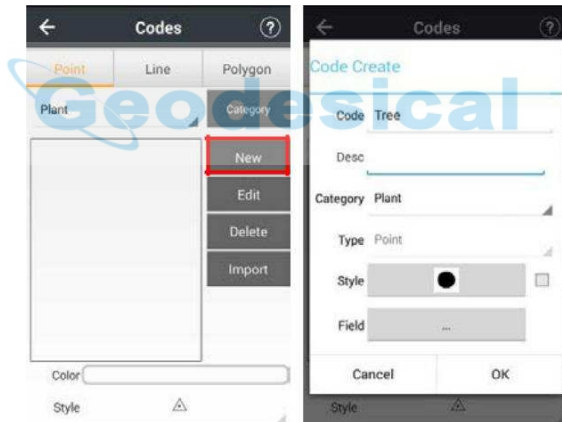 Codes ?
Point Line Polygon
Plant Category
New
Edit
Delete
Import
Color
Style
Codes ?
Code Create
Code Tree
Desc
Category Plant
Type Point
Style
Field ...
Cancel OK
Style
Geodesical